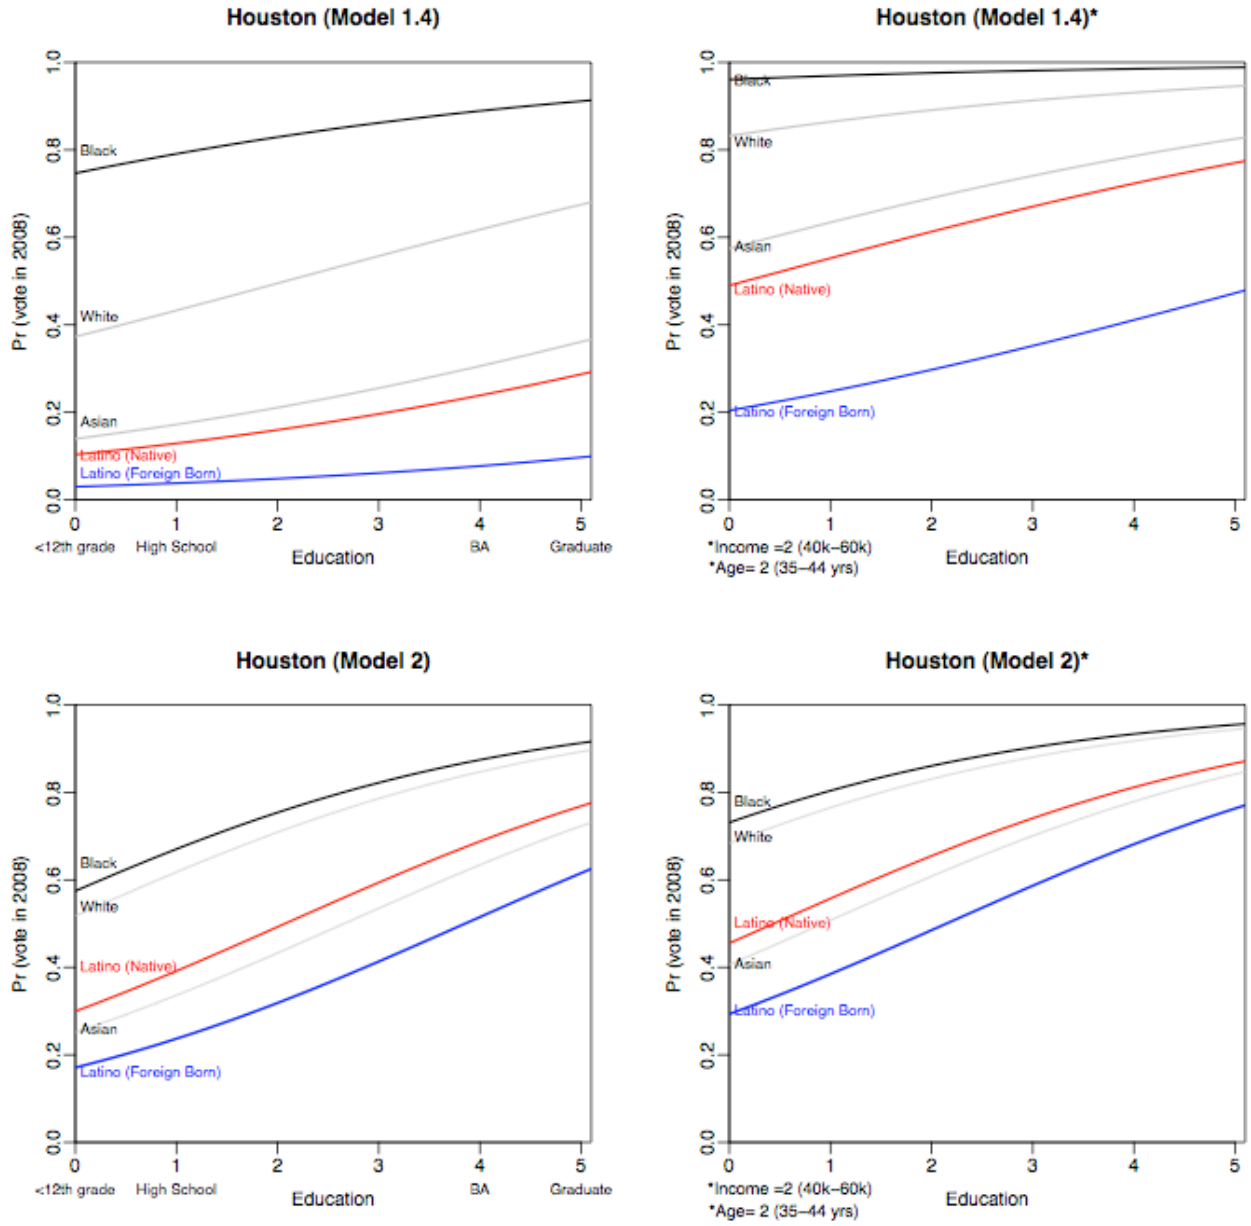 Houston (Model 1.4)
Pr (vote in 2008)
1.0
0.8
0.6
0.4
0.2
0.0
Black
White
Asian
Latino (Native)
Latino (Foreign Born)
0 1 2 3 4 5
<12th grade High School BA Graduate
Education
Houston (Model 1.4)*
Pr (vote in 2008)
1.0
0.8
0.6
0.4
0.2
0.0
Black
White
Asian
Latino (Native)
Latino (Foreign Born)
0 1 2 3 4 5
*Income =2 (40k–60k)
Education
*Age= 2 (35–44 yrs)
Houston (Model 2)
Pr (vote in 2008)
1.0
0.8
0.6
0.4
0.2
0.0
Black
White
Latino (Native)
Asian
Latino (Foreign Born)
0 1 2 3 4 5
<12th grade High School BA Graduate
Education
Houston (Model 2)*
Pr (vote in 2008)
1.0
0.8
0.6
0.4
0.2
0.0
Black
White
Latino (Native)
Asian
Latino (Foreign Born)
0 1 2 3 4 5
*Income =2 (40k–60k)
Education
*Age= 2 (35–44 yrs)